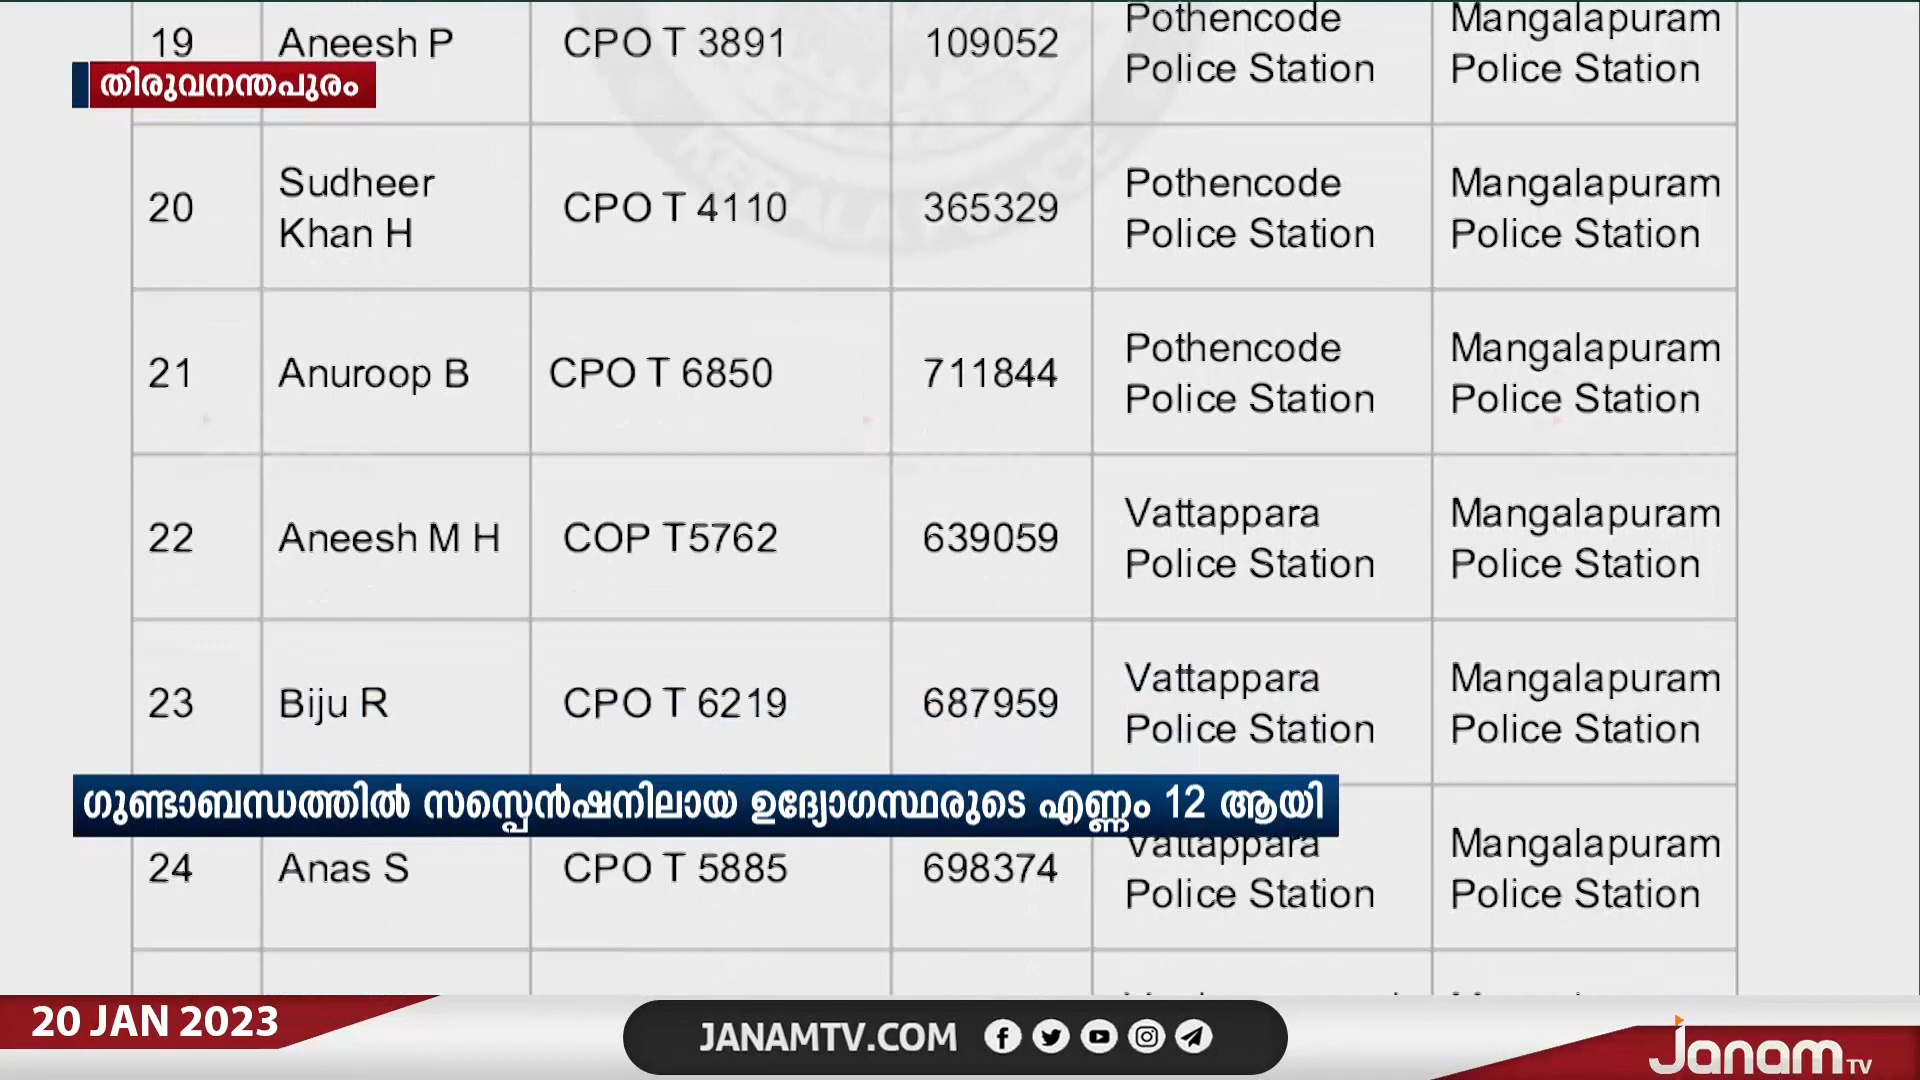 19 Aneesh P CPO T 3891 109052 Pothencode Police Station Mangalapuram Police Station
തിരുവനന്തപുരം
KERALA POLICE
20 Sudheer Khan H CPO T 4110 365329 Pothencode Police Station Mangalapuram Police Station
21 Anuroop B CPO T 6850 711844 Pothencode Police Station Mangalapuram Police Station
22 Aneesh M H COP T5762 639059 Vattappara Police Station Mangalapuram Police Station
23 Biju R CPO T 6219 687959 Vattappara Police Station Mangalapuram Police Station
ഗുണ്ടാബന്ധത്തിൽ സസ്പെൻഷനിലായ ഉദ്യോഗസ്ഥരുടെ എണ്ണം 12 ആയി
24 Anas S CPO T 5885 698374 Vattappara Police Station Mangalapuram Police Station
20 JAN 2023
JANAMTV.COM
Janam TV